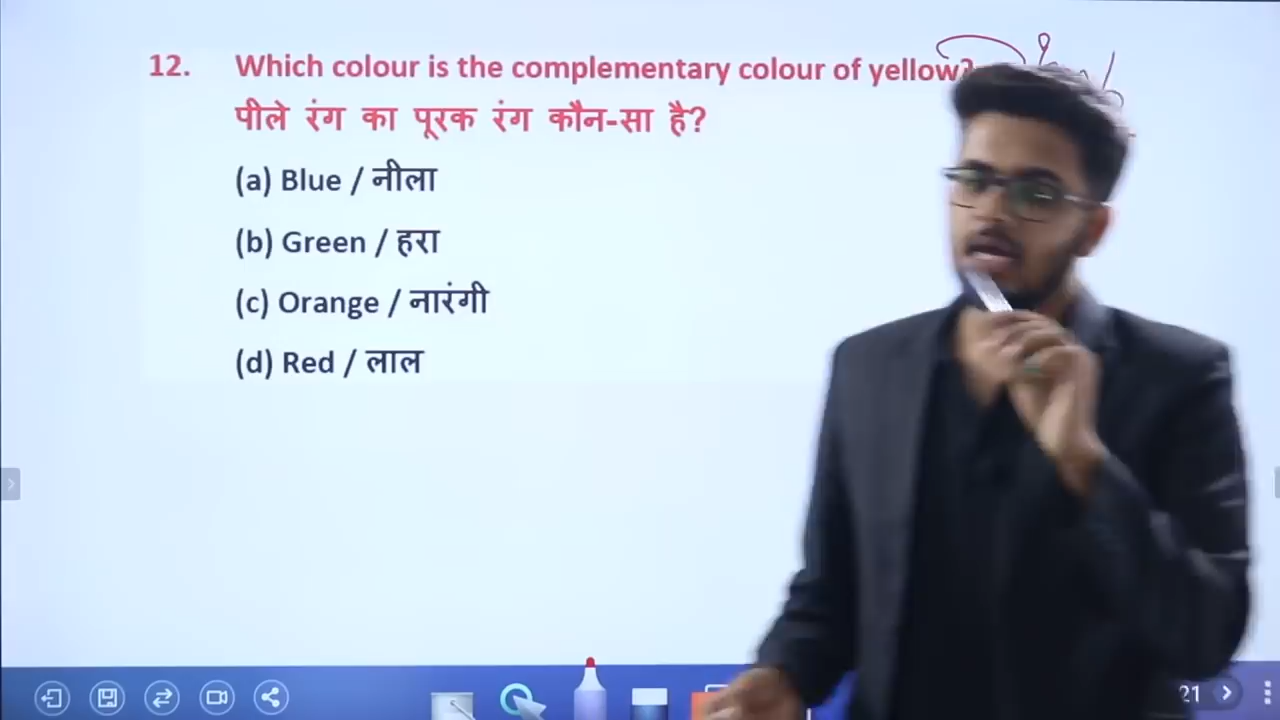 12. Which colour is the complementary colour of yellow?
पीले रंग का पूरक रंग कौन-सा है?
(a) Blue / नीला
(b) Green / हरा
(c) Orange / नारंगी
(d) Red / लाल
21